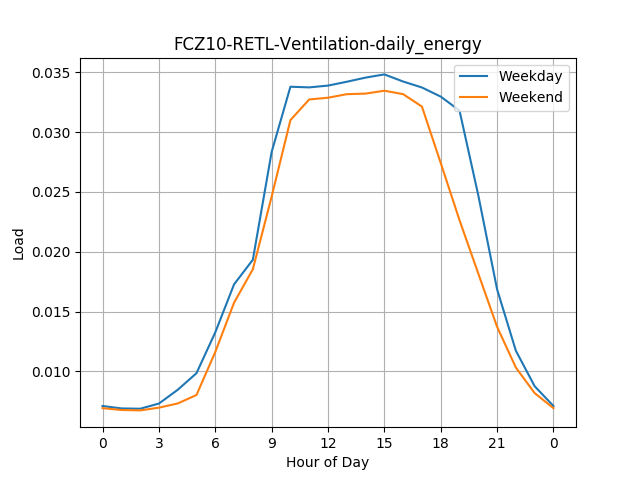 FCZ10-RETL-Ventilation-daily_energy
0.035
0.030
0.025
0.020
0.015
0.010
Load
Weekday
Weekend
0 3 6 9 12 15 18 21 0
Hour of Day